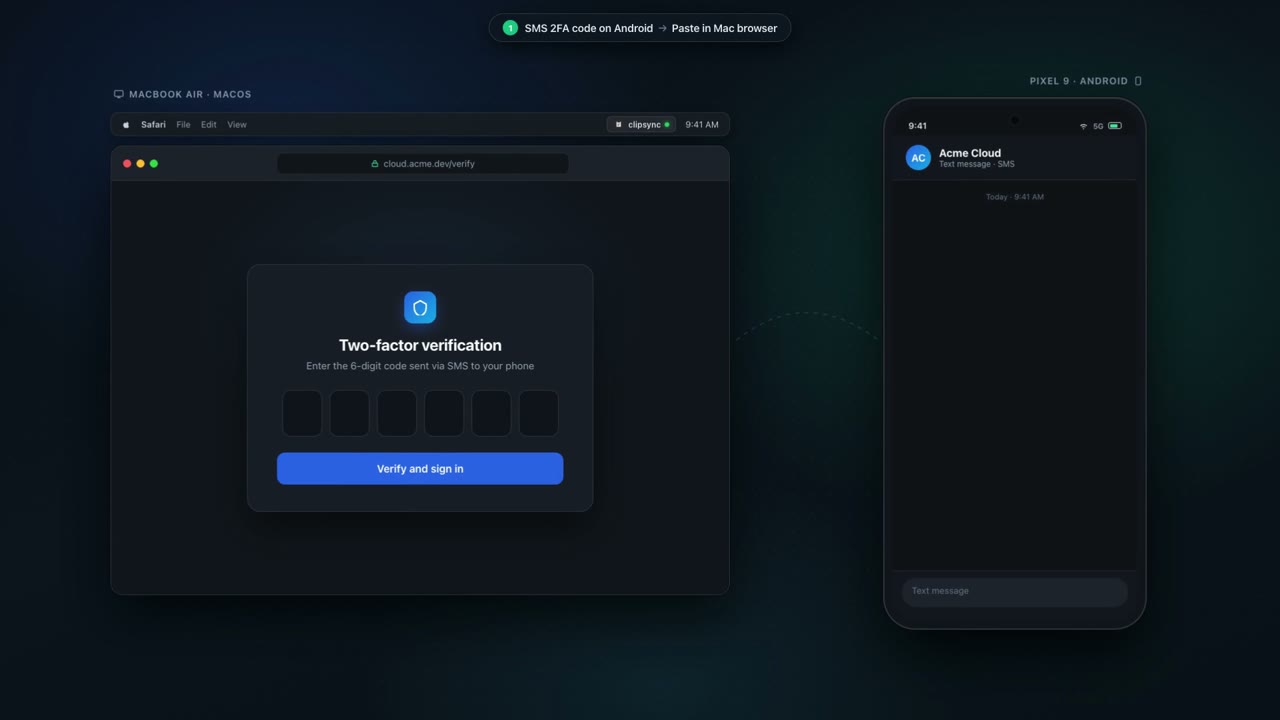 1 SMS 2FA code on Android → Paste in Mac browser
MACBOOK AIR · MACOS
Safari File Edit View clipsync 9:41 AM
cloud.acme.dev/verify
Two-factor verification
Enter the 6-digit code sent via SMS to your phone
Verify and sign in
PIXEL 9 · ANDROID
9:41 5G
AC Acme Cloud
Text message · SMS
Today · 9:41 AM
Text message